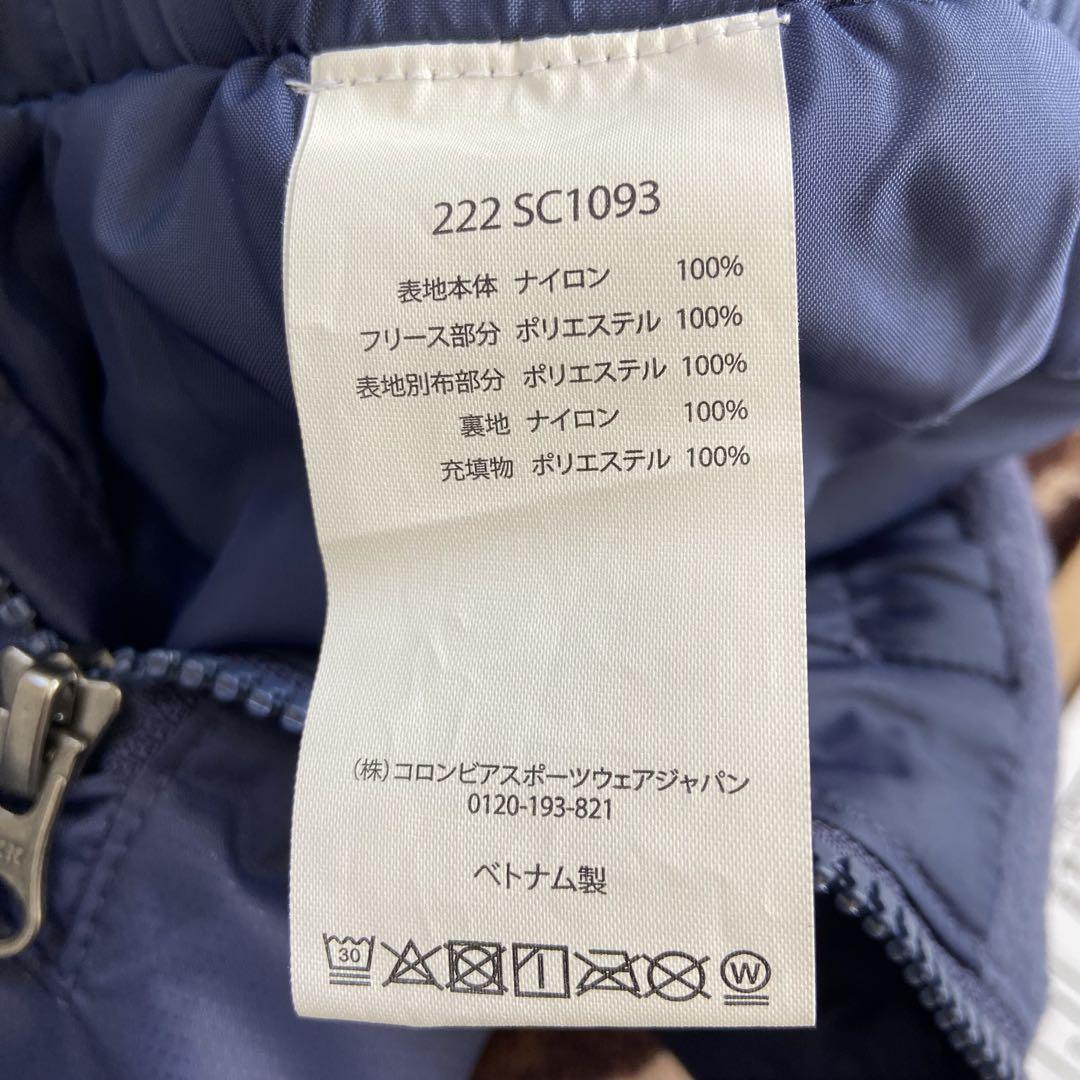 222 SC1093
表地本体 ナイロン 100%
フリース部分 ポリエステル 100%
表地別布部分 ポリエステル 100%
裏地 ナイロン 100%
充填物 ポリエステル 100%
(株)コロンビアスポーツウェアジャパン
0120-193-821
ベトナム製
30
W